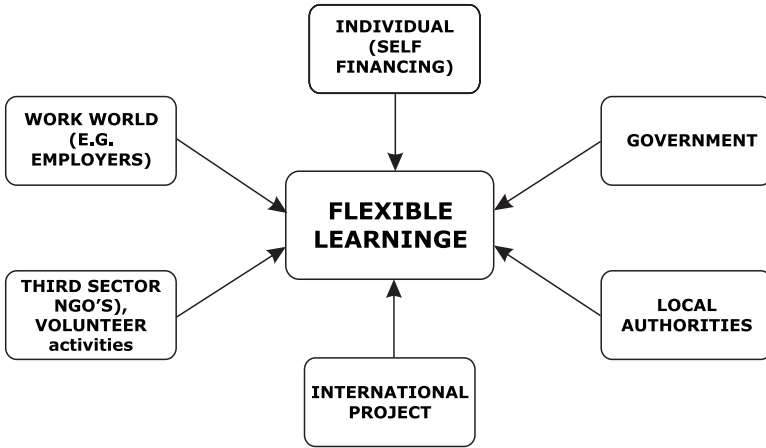 INDIVIDUAL
(SELF
FINANCING)
WORK WORLD
(E.G.
EMPLOYERS)
GOVERNMENT
FLEXIBLE
LEARNINGE
THIRD SECTOR
NGO'S),
VOLUNTEER
activities
LOCAL
AUTHORITIES
INTERNATIONAL
PROJECT